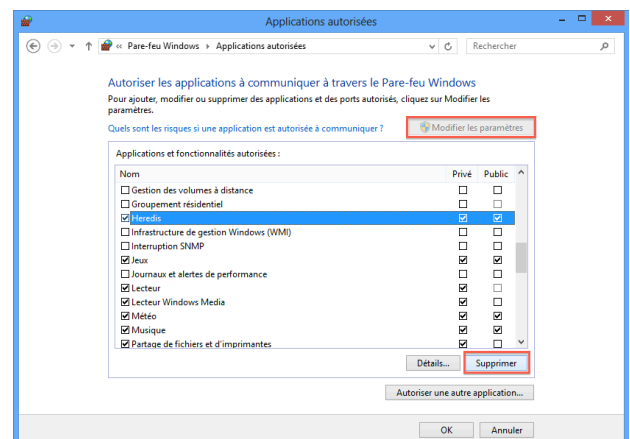 Applications autorisées
« Pare-feu Windows ▸ Applications autorisées
Rechercher
Autoriser les applications à communiquer à travers le Pare-feu Windows
Pour ajouter, modifier ou supprimer des applications et des ports autorisés, cliquez sur Modifier les
paramètres.
Quels sont les risques si une application est autorisée à communiquer ?
Modifier les paramètres
Applications et fonctionnalités autorisées :
Nom Privé Public
Gestion des volumes à distance
Groupement résidentiel
Heredis
Infrastructure de gestion Windows (WMI)
Interruption SNMP
Jeux
Journaux et alertes de performance
Lecteur
Lecteur Windows Media
Météo
Musique
Partage de fichiers et d'imprimantes
Détails... Supprimer
Autoriser une autre application...
OK Annuler